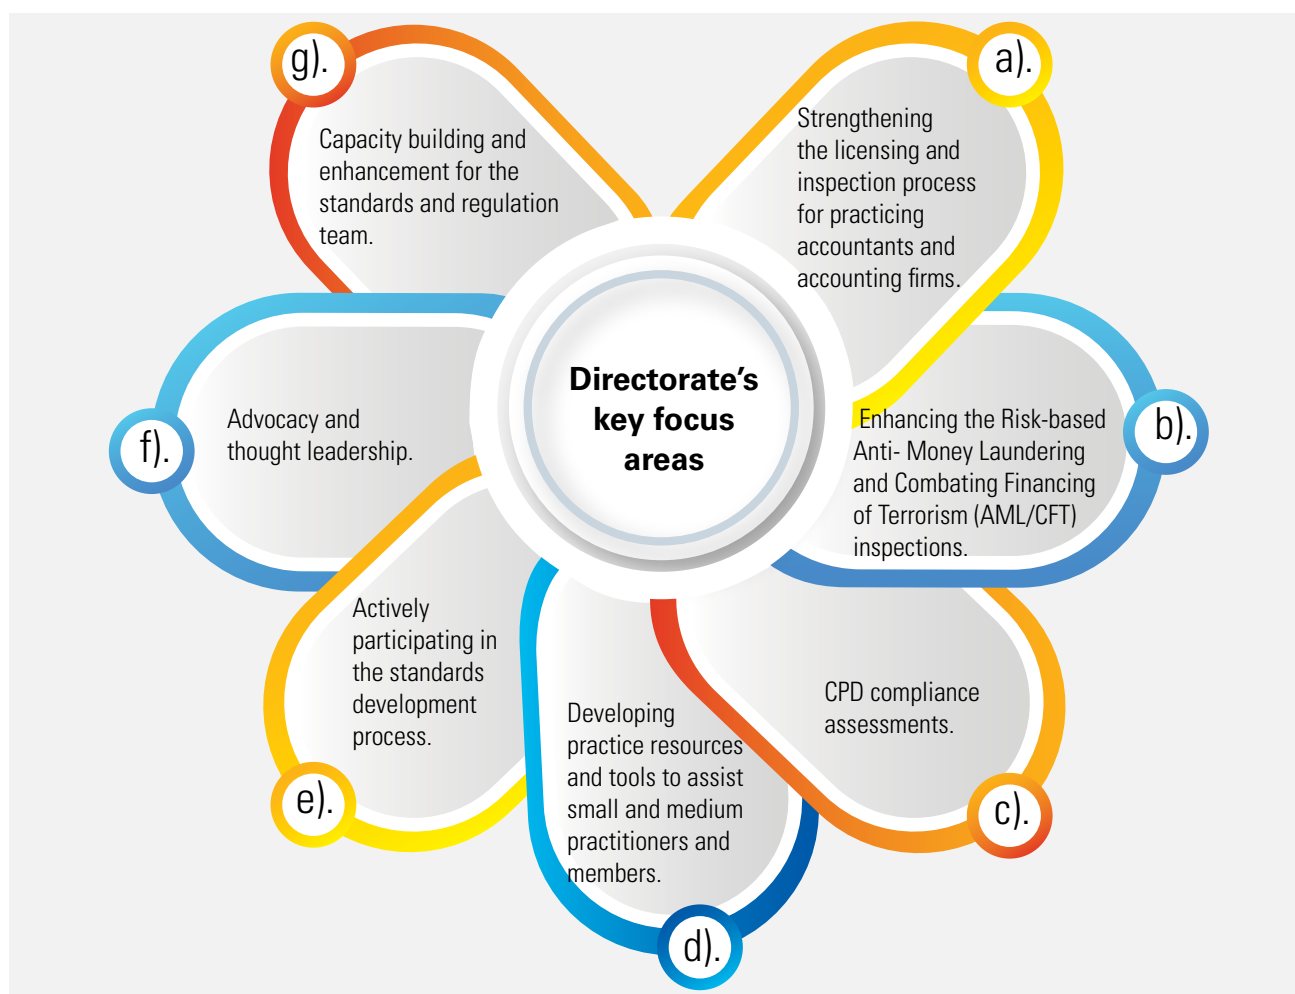 Directorate's
key focus
areas
a).
Strengthening
the licensing and
inspection process
for practicing
accountants and
accounting firms.
b).
Enhancing the Risk-based
Anti- Money Laundering
and Combating Financing
of Terrorism (AML/CFT)
inspections.
c).
CPD compliance
assessments.
d).
Developing
practice resources
and tools to assist
small and medium
practitioners and
members.
e).
Actively
participating in
the standards
development
process.
f).
Advocacy and
thought leadership.
g).
Capacity building and
enhancement for the
standards and regulation
team.